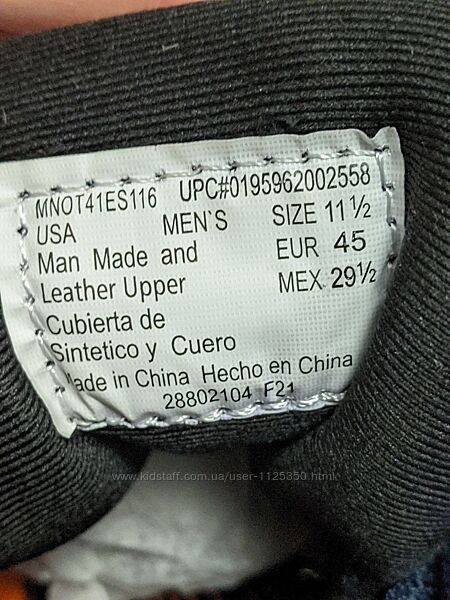 MNOT41ES116 UPC#0195962002558
USA MEN`S SIZE 11½
Man Made and EUR 45
Leather Upper MEX 29½
Cubierta de
Sintetico y Cuero
Made in China Hecho en China
28802104 F21
www.kidstaff.com.ua/user-1125350.html